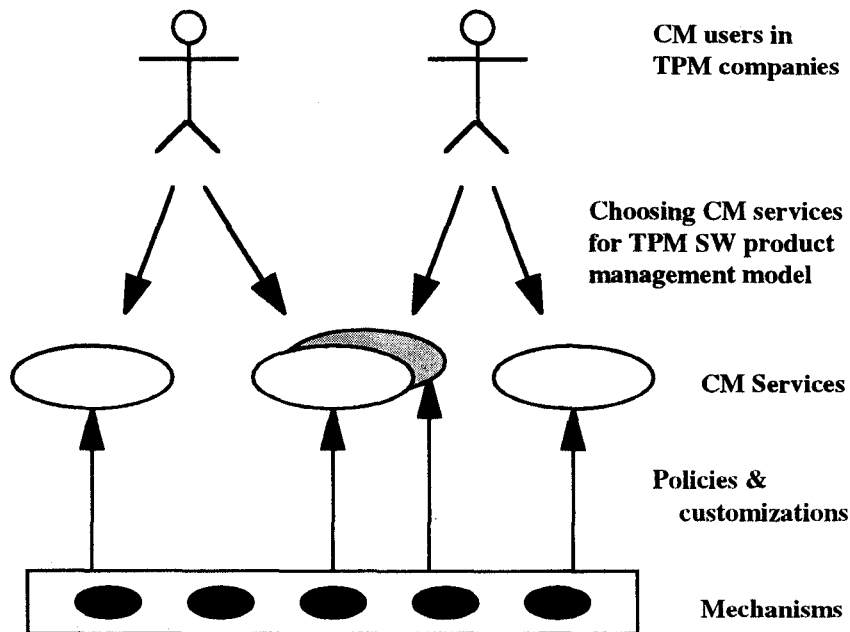 CM users in
TPM companies
Choosing CM services
for TPM SW product
management model
CM Services
Policies &
customizations
Mechanisms